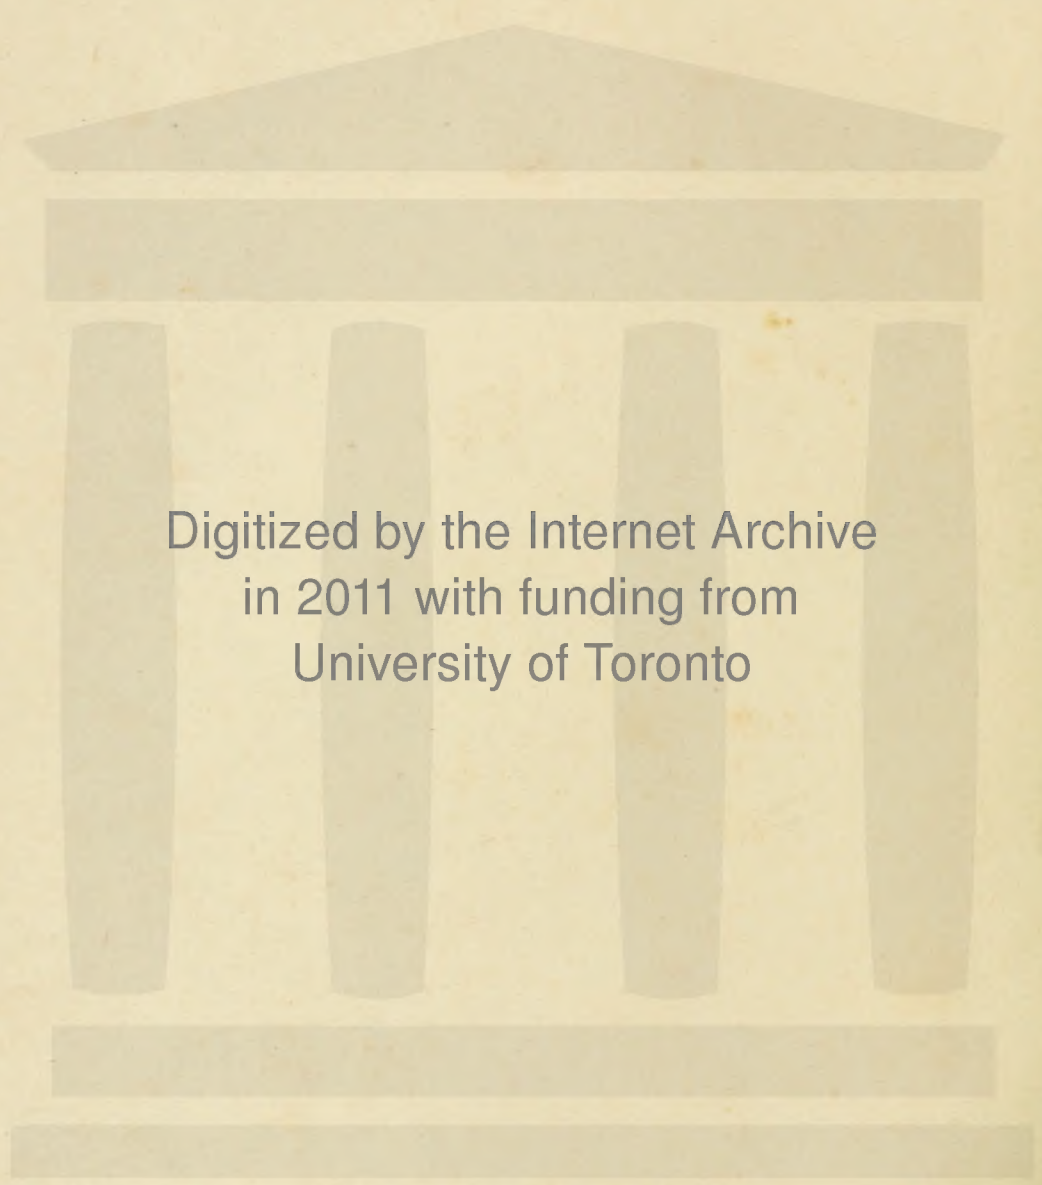 Digitized by the Internet Archive
in 2011 with funding from
University of Toronto